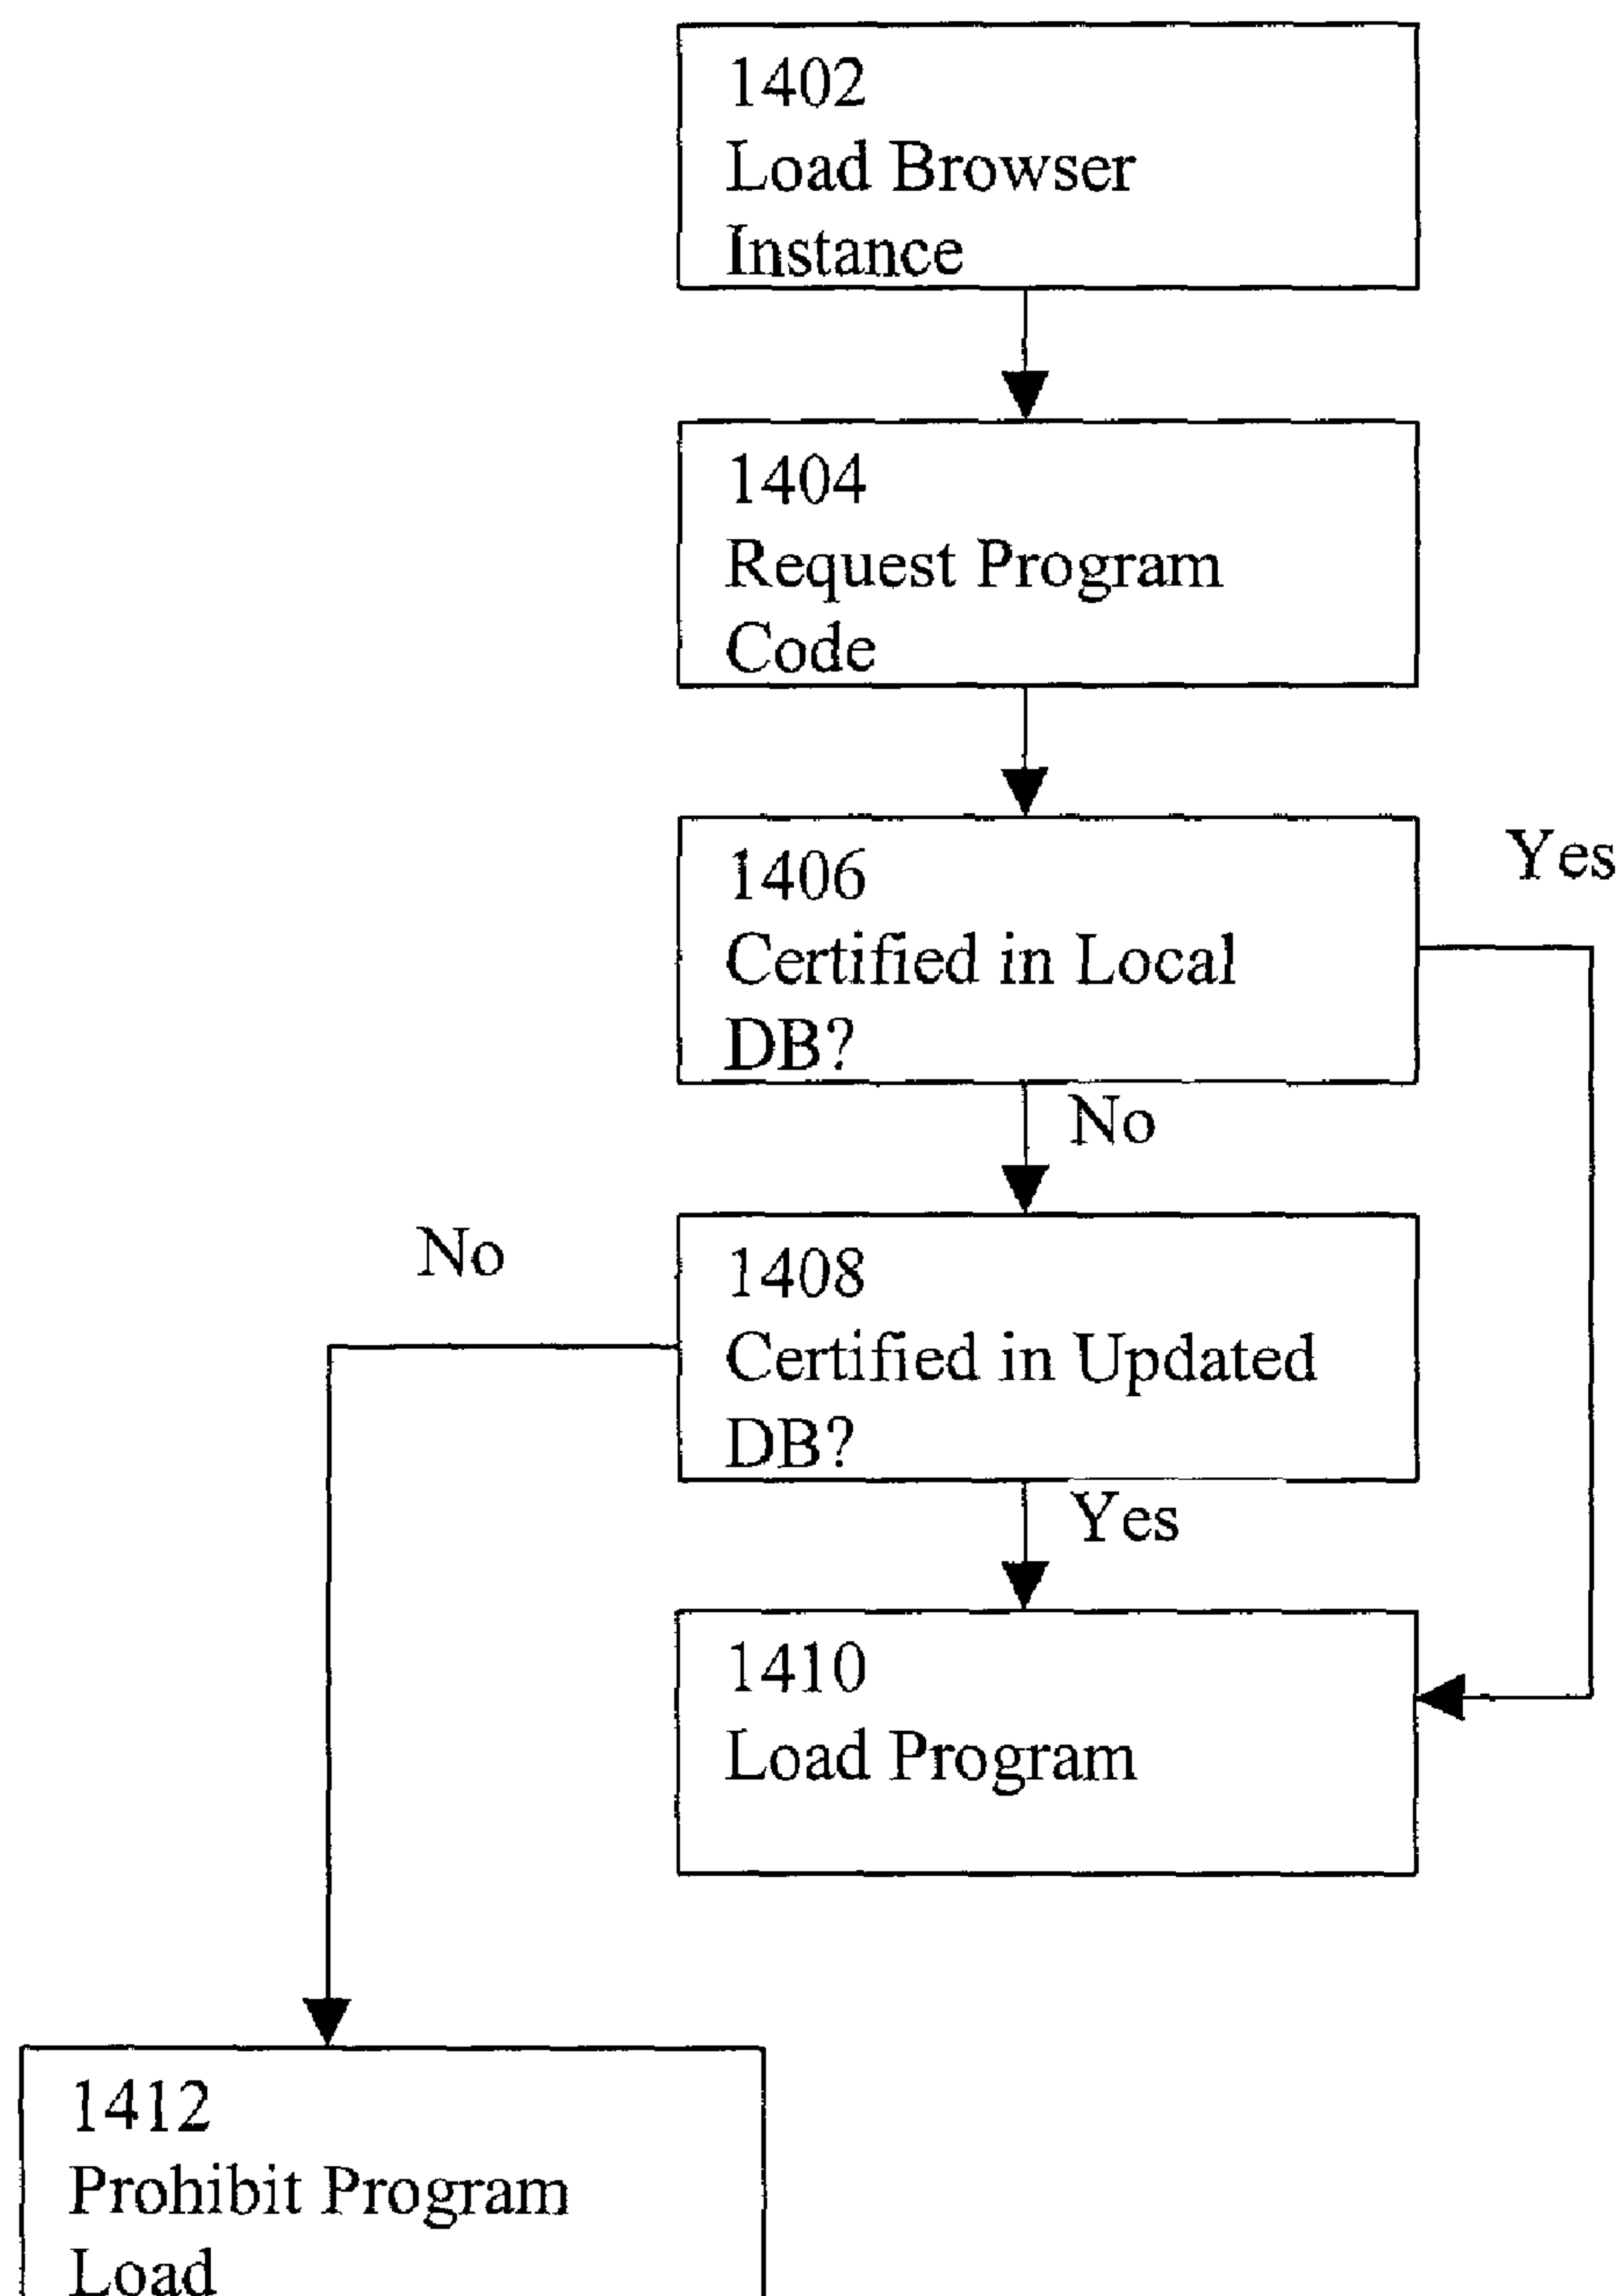 1402
Load Browser
Instance
1404
Request Program
Code
1406
Certified in Local
DB?
Yes
No
1408
Certified in Updated
DB?
No
Yes
1410
Load Program
1412
Prohibit Program
Load